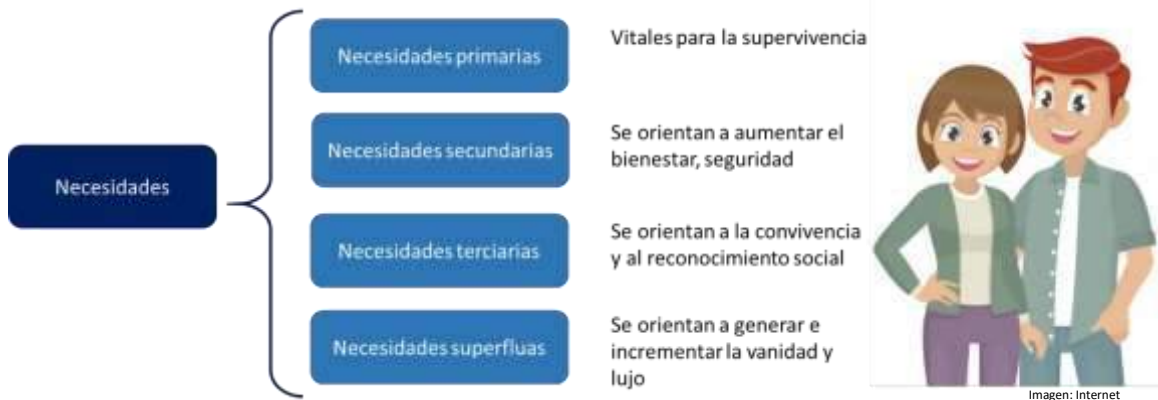 Necesidades
Necesidades primarias
Vitales para la supervivencia
Necesidades secundarias
Se orientan a aumentar el
bienestar, seguridad
Necesidades terciarias
Se orientan a la convivencia
y al reconocimiento social
Necesidades superfluas
Se orientan a generar e
incrementar la vanidad y
lujo
Imagen: Internet